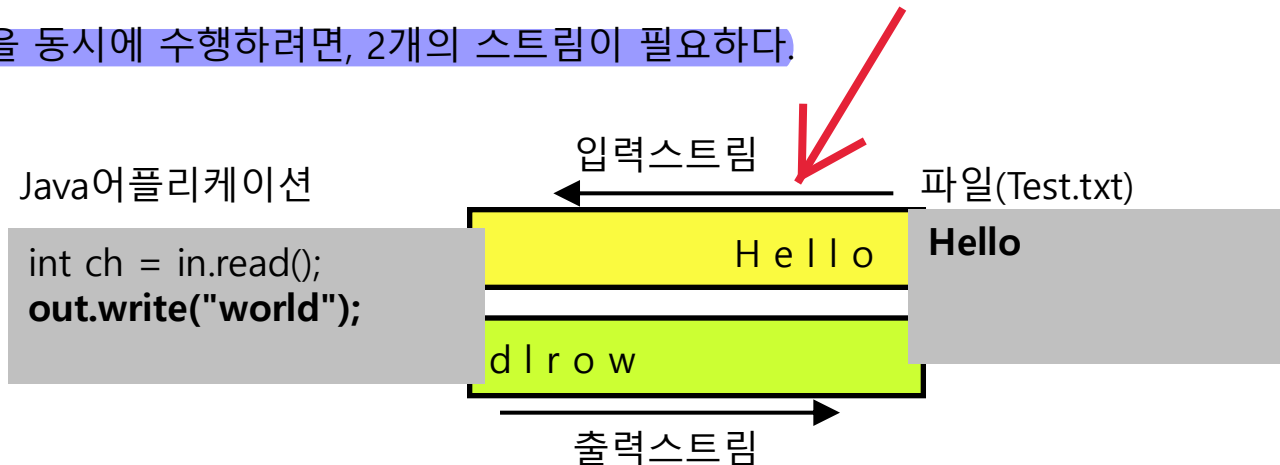 을 동시에 수행하려면, 2개의 스트림이 필요하다.
입력스트림
Java어플리케이션
파일(Test.txt)
int ch = in.read();
out.write("world");
H e l l o
Hello
d l r o w
출력스트림